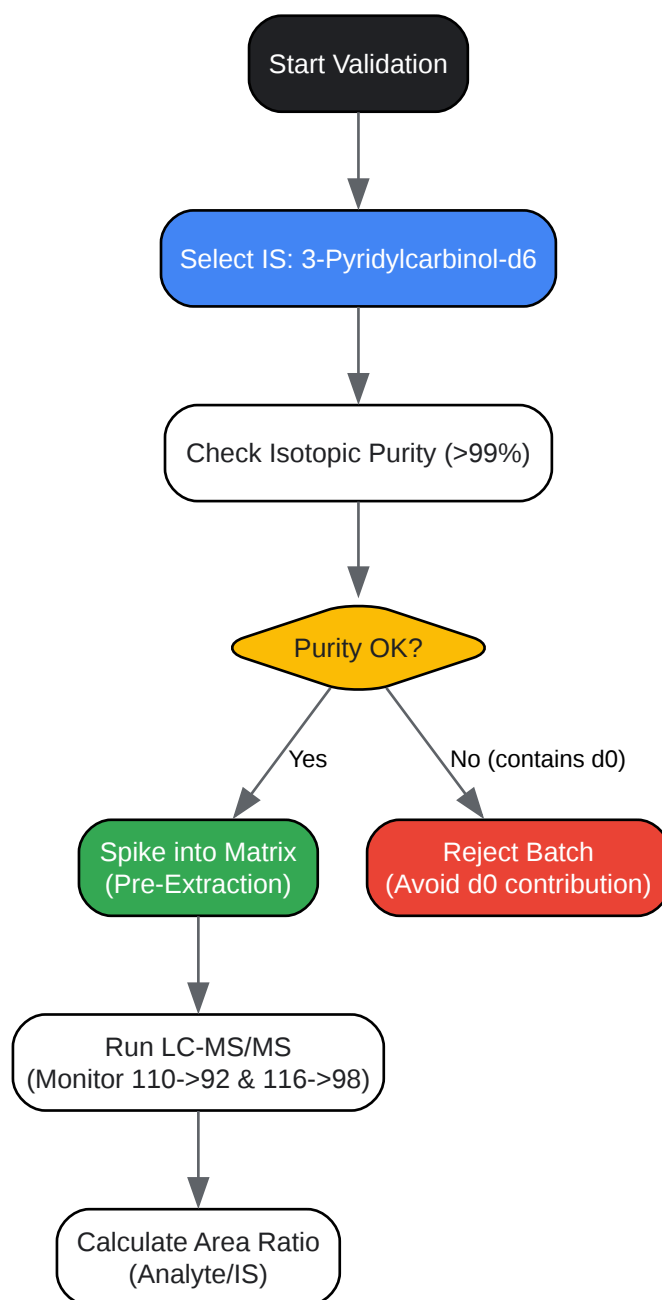 Start Validation
Select IS: 3-Pyridylcarbinol-d6
Check Isotopic Purity (>99%)
Purity OK?
Yes
No (contains d0)
Spike into Matrix
(Pre-Extraction)
Reject Batch
(Avoid d0 contribution)
Run LC-MS/MS
(Monitor 110->92 & 116->98)
Calculate Area Ratio
(Analyte/IS)